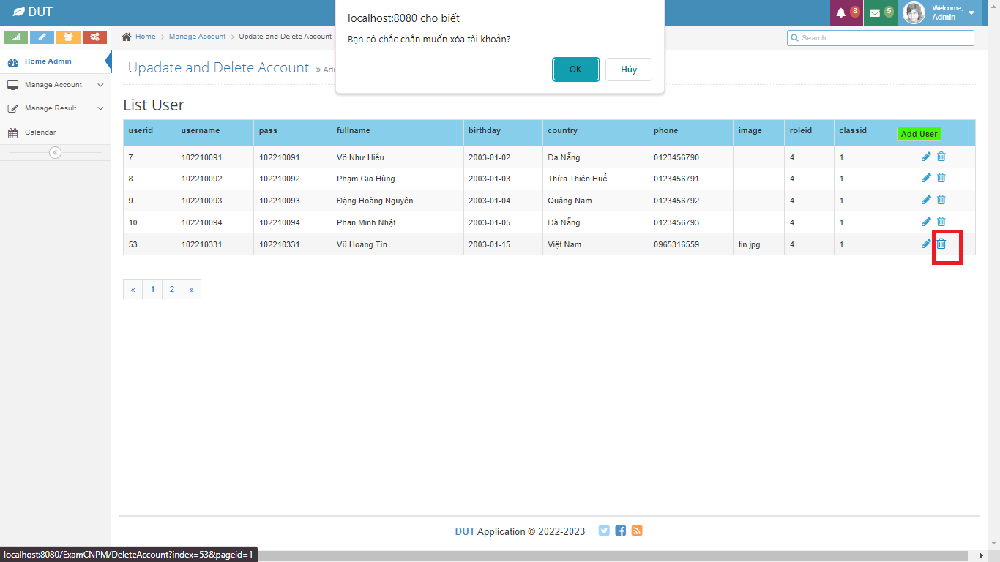 DUT
localhost:8080 cho biết
Bạn có chắc chắn muốn xóa tài khoản?
OK
Hủy
8
5
Welcome,
Admin
Home
Manage Account
Update and Delete Account
Search ...
Home Admin
Manage Account
Manage Result
Calendar
Upadate and Delete Account
List User
userid username pass fullname birthday country phone image roleid classid Add User
7 102210091 102210091 Võ Như Hiếu 2003-01-02 Đà Nẵng 0123456790 4 1
8 102210092 102210092 Phạm Gia Hùng 2003-01-03 Thừa Thiên Huế 0123456791 4 1
9 102210093 102210093 Đặng Hoàng Nguyên 2003-01-04 Quảng Nam 0123456792 4 1
10 102210094 102210094 Phan Minh Nhật 2003-01-05 Đà Nẵng 0123456793 4 1
53 102210331 102210331 Vũ Hoàng Tín 2003-01-15 Việt Nam 0965316559 tin.jpg 4 1
« 1 2 »
DUT Application © 2022-2023
localhost:8080/ExamCNPM/DeleteAccount?index=53&pageid=1